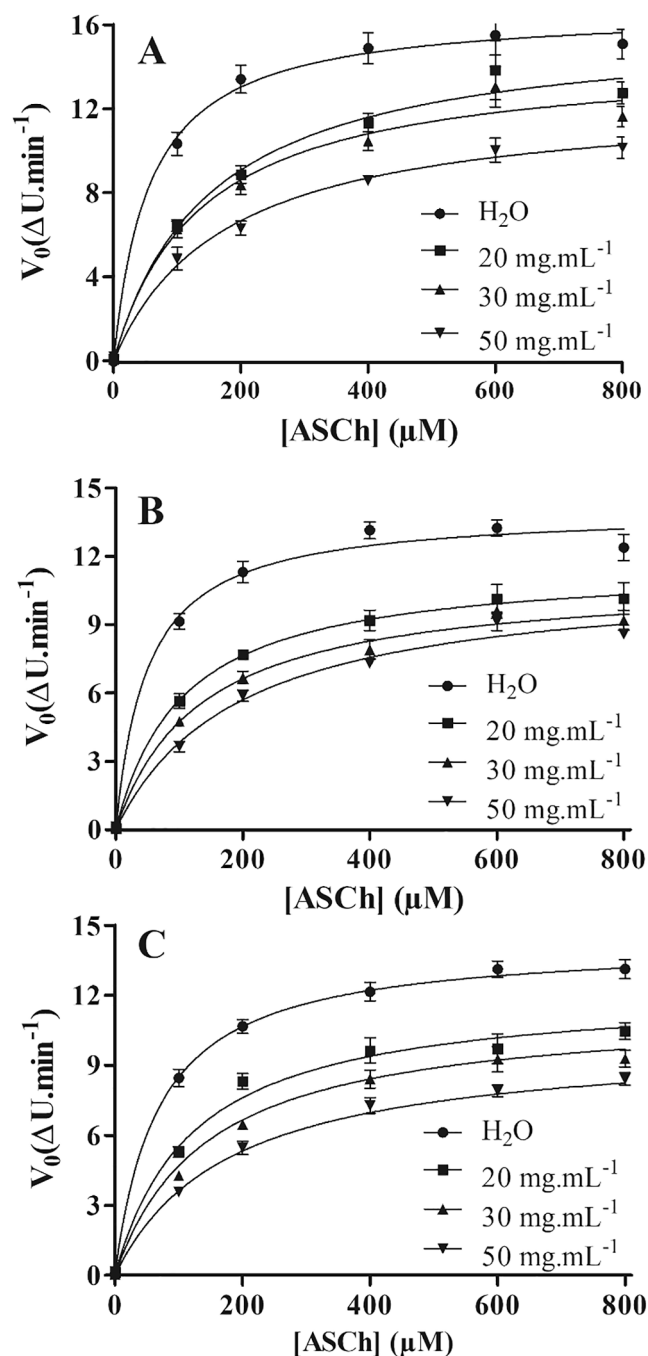 A
16
12
8
4
0
V₀(ΔU.min⁻¹)
H₂O
20 mg.mL⁻¹
30 mg.mL⁻¹
50 mg.mL⁻¹
0 200 400 600 800
[ASCh] (µM)
B
15
12
9
6
3
0
V₀(ΔU.min⁻¹)
H₂O
20 mg.mL⁻¹
30 mg.mL⁻¹
50 mg.mL⁻¹
0 200 400 600 800
[ASCh] (µM)
C
15
12
9
6
3
0
V₀(ΔU.min⁻¹)
H₂O
20 mg.mL⁻¹
30 mg.mL⁻¹
50 mg.mL⁻¹
0 200 400 600 800
[ASCh] (µM)